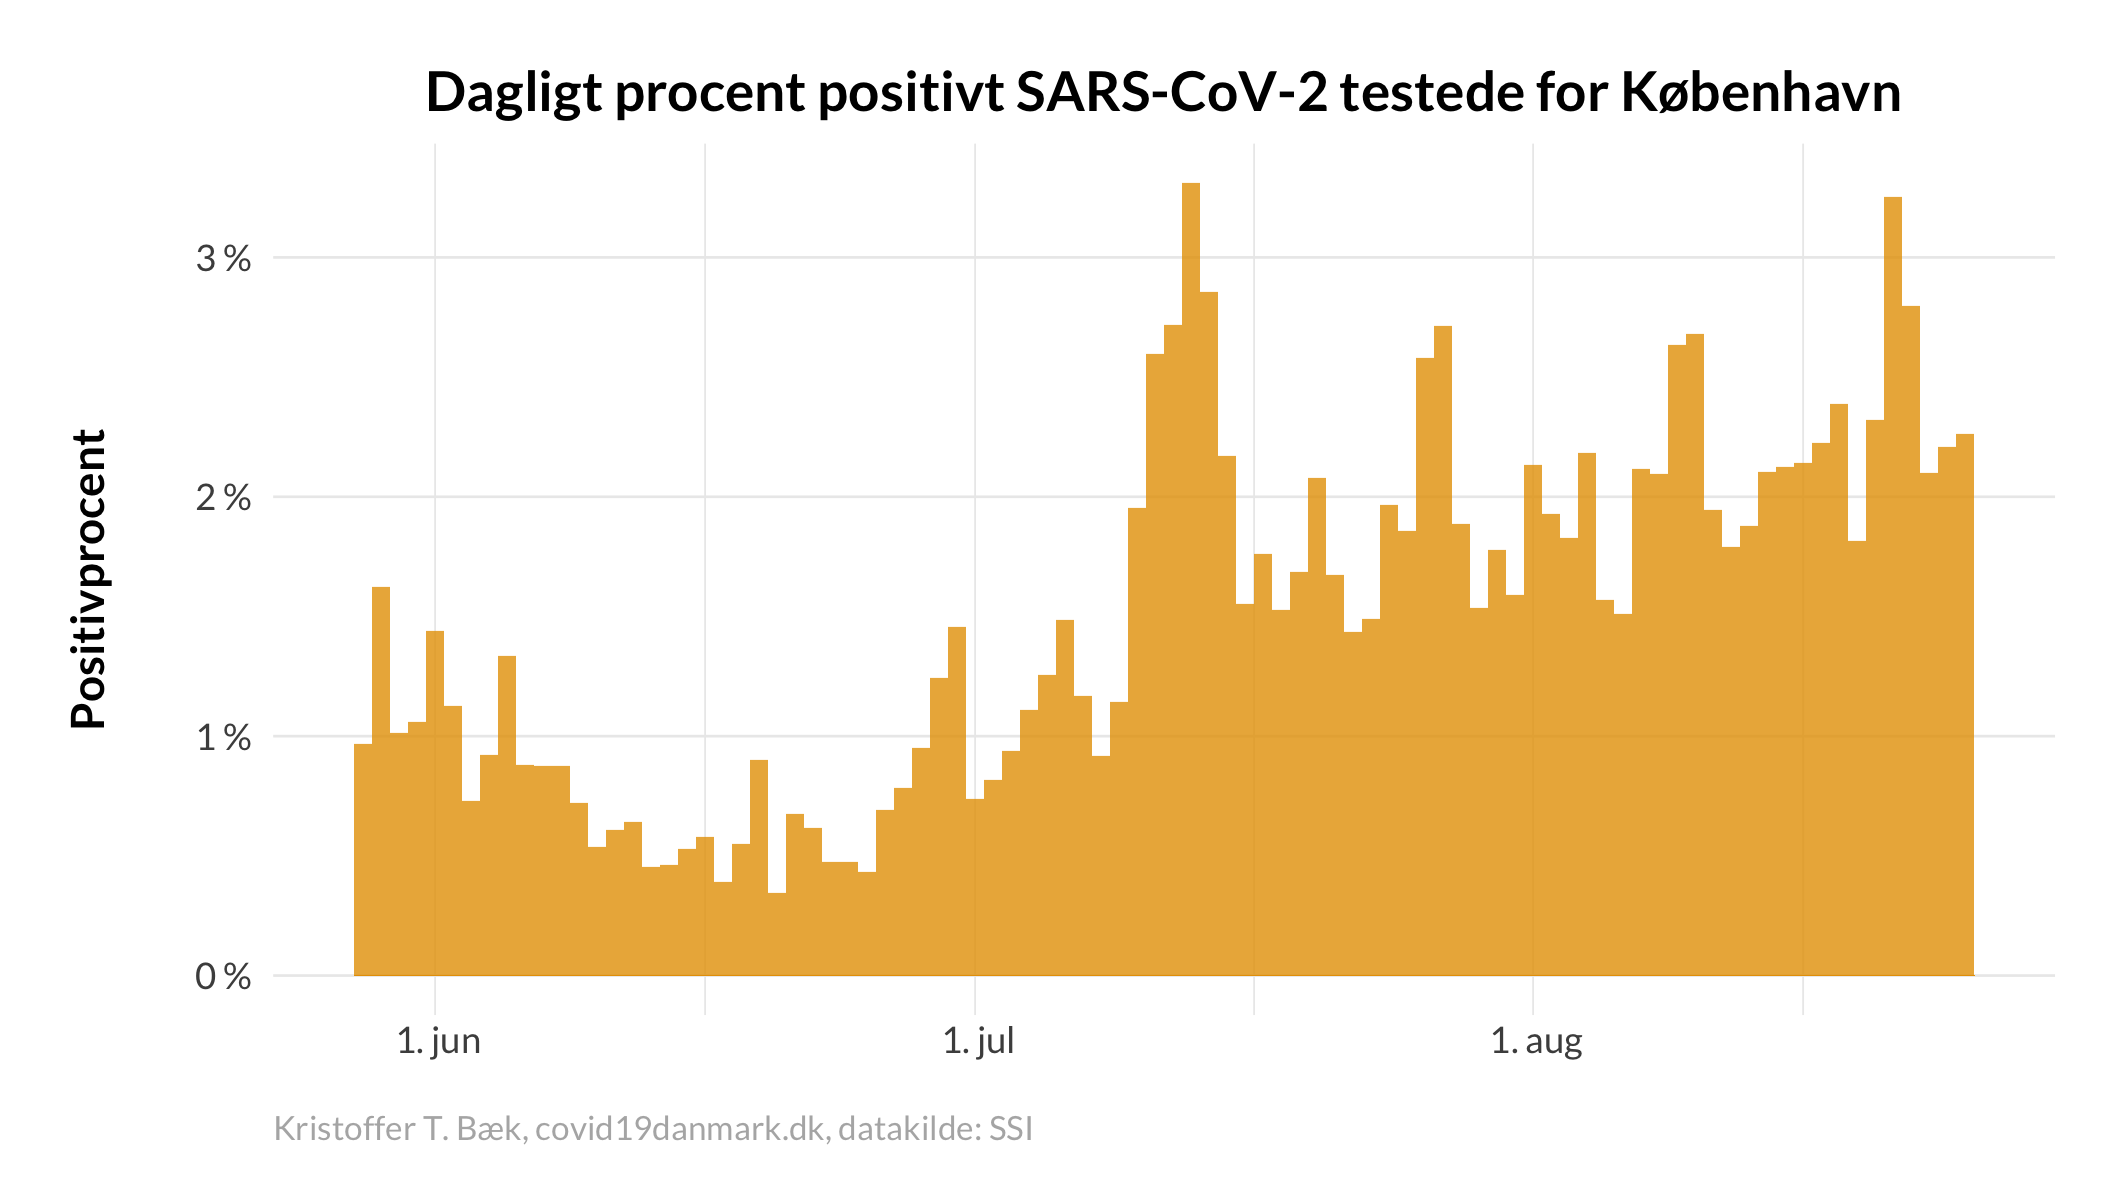 Dagligt procent positivt SARS-CoV-2 testede for København
Positivprocent
3 %
2 %
1 %
0 %
1. jun
1. jul
1. aug
Kristoffer T. Bæk, covid19danmark.dk, datakilde: SSI